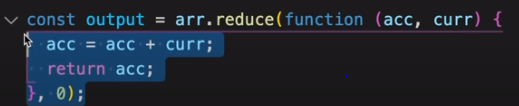 const output = arr.reduce(function (acc, curr) {
  acc = acc + curr;
  return acc;
}, 0);